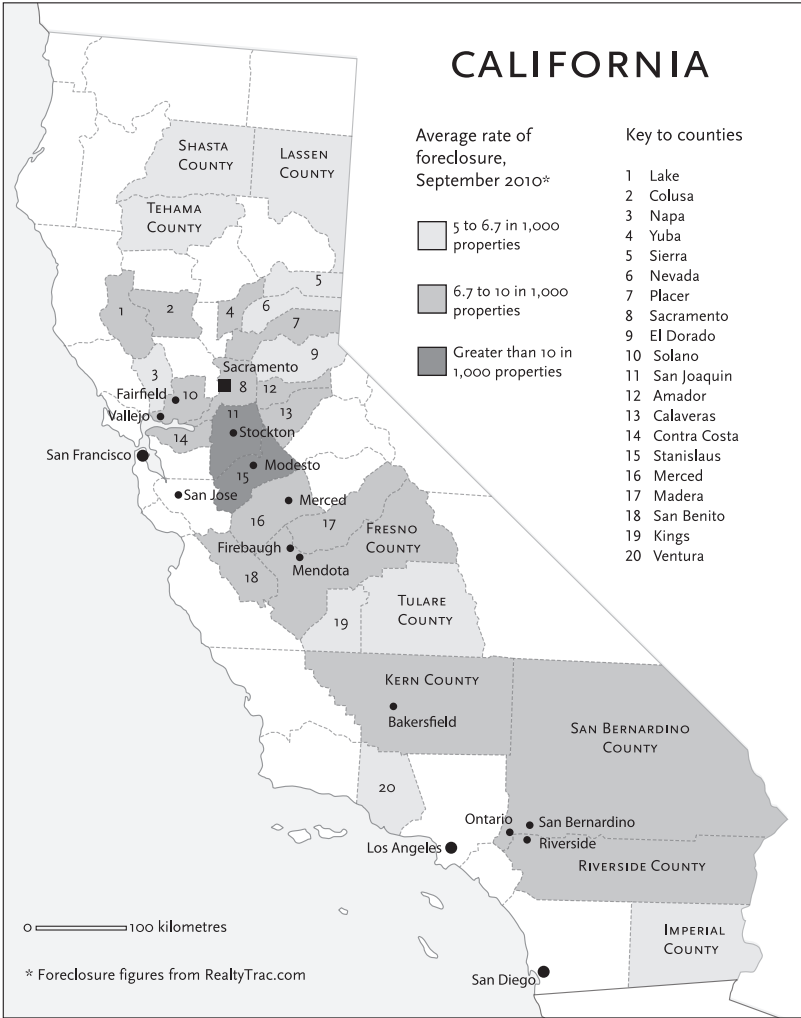 CALIFORNIA
Average rate of
foreclosure,
September 2010*
5 to 6.7 in 1,000
properties
6.7 to 10 in 1,000
properties
Greater than 10 in
1,000 properties
Key to counties
1 Lake
2 Colusa
3 Napa
4 Yuba
5 Sierra
6 Nevada
7 Placer
8 Sacramento
9 El Dorado
10 Solano
11 San Joaquin
12 Amador
13 Calaveras
14 Contra Costa
15 Stanislaus
16 Merced
17 Madera
18 San Benito
19 Kings
20 Ventura
Shasta
County
Lassen
County
Tehama
County
5
1
2
4
6
7
9
3
Sacramento
Fairfield
10
8
12
Vallejo
11
13
14
Stockton
San Francisco
Modesto
15
San Jose
Merced
16
17
Fresno
County
Firebaugh
Mendota
18
Tulare
County
19
Kern County
Bakersfield
San Bernardino
County
20
Ontario
San Bernardino
Riverside
Los Angeles
Riverside County
Imperial
County
San Diego
0
100 kilometres
* Foreclosure figures from RealtyTrac.com